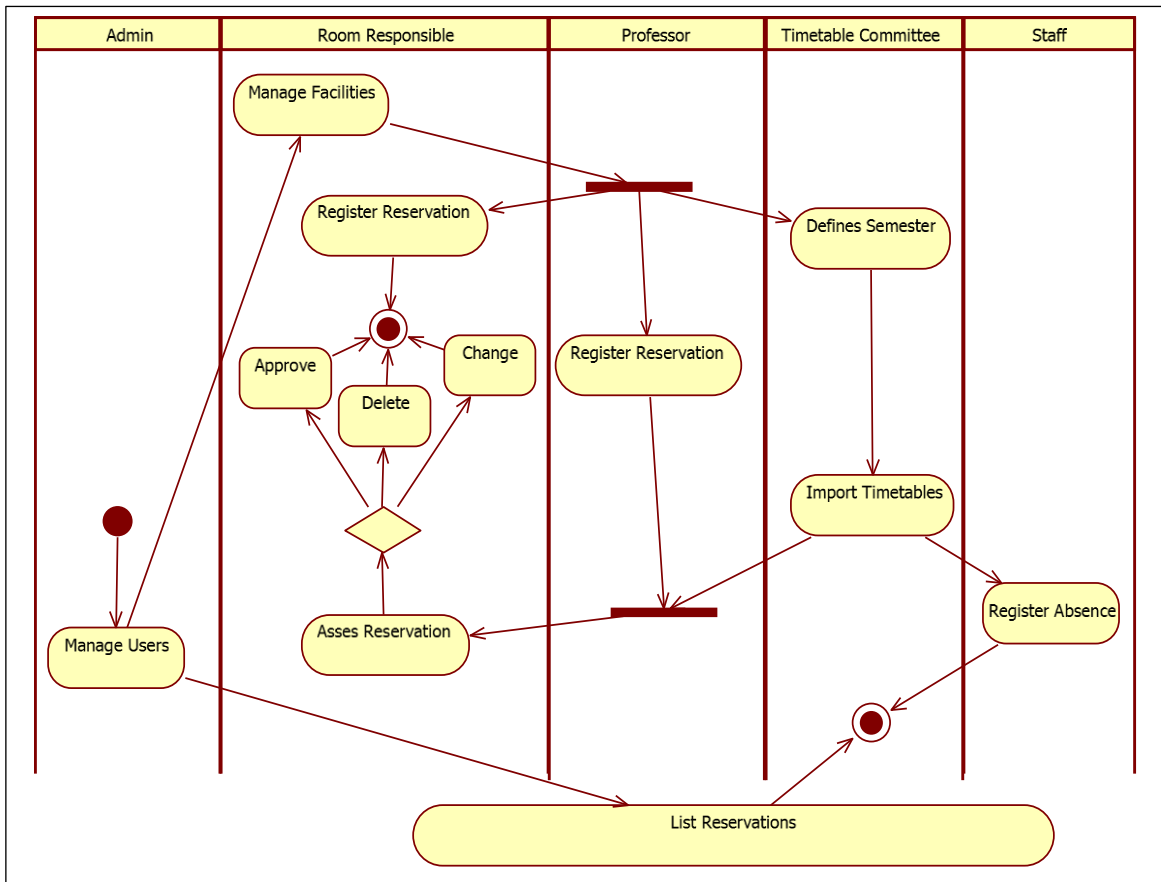 Admin
Room Responsible
Professor
Timetable Committee
Staff
Manage Facilities
Register Reservation
Defines Semester
Approve
Delete
Change
Register Reservation
Import Timetables
Manage Users
Asses Reservation
Register Absence
List Reservations